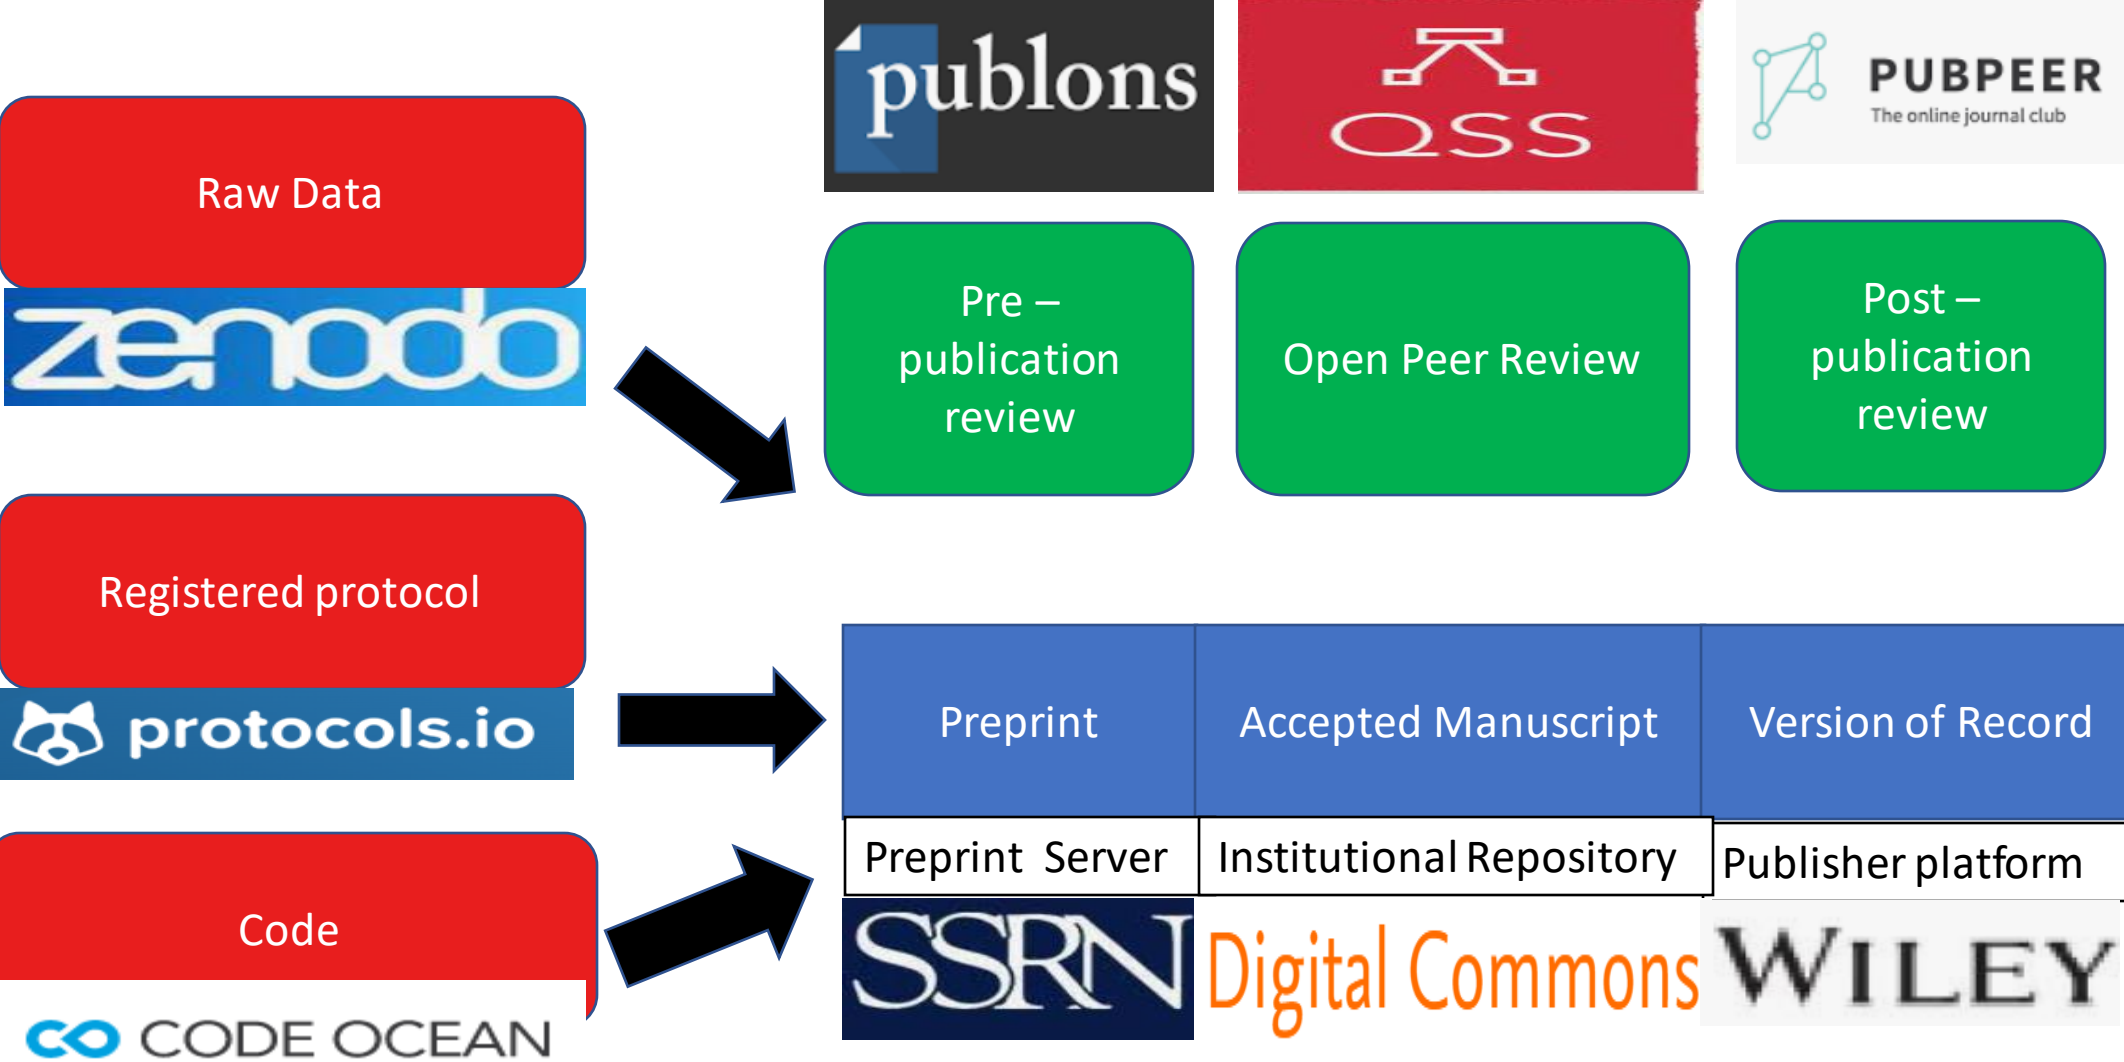 Raw Data
zenodo
Registered protocol
protocols.io
Code
CODE OCEAN
publons
QSS
PUBPEER
The online journal club
Pre –
publication
review
Open Peer Review
Post –
publication
review
Preprint
Accepted Manuscript
Version of Record
Preprint Server
Institutional Repository
Publisher platform
SSRN
Digital Commons
WILEY